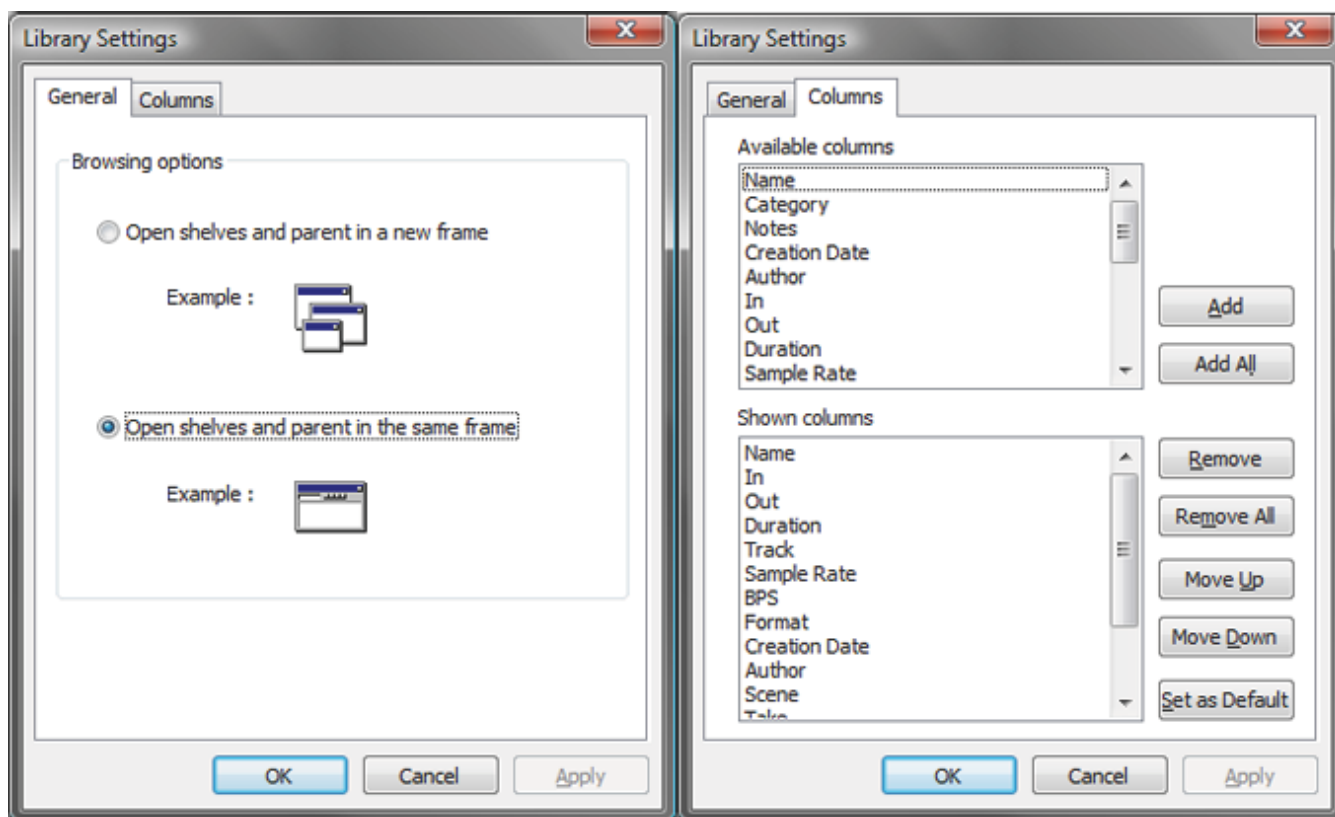 Library Settings
General
Columns
Browsing options
Open shelves and parent in a new frame
Example :
Open shelves and parent in the same frame
Example :
OK
Cancel
Apply
Library Settings
General
Columns
Available columns
Name
Category
Notes
Creation Date
Author
In
Out
Duration
Sample Rate
Add
Add All
Shown columns
Name
In
Out
Duration
Track
Sample Rate
BPS
Format
Creation Date
Author
Scene
Take
Remove
Remove All
Move Up
Move Down
Set as Default
OK
Cancel
Apply